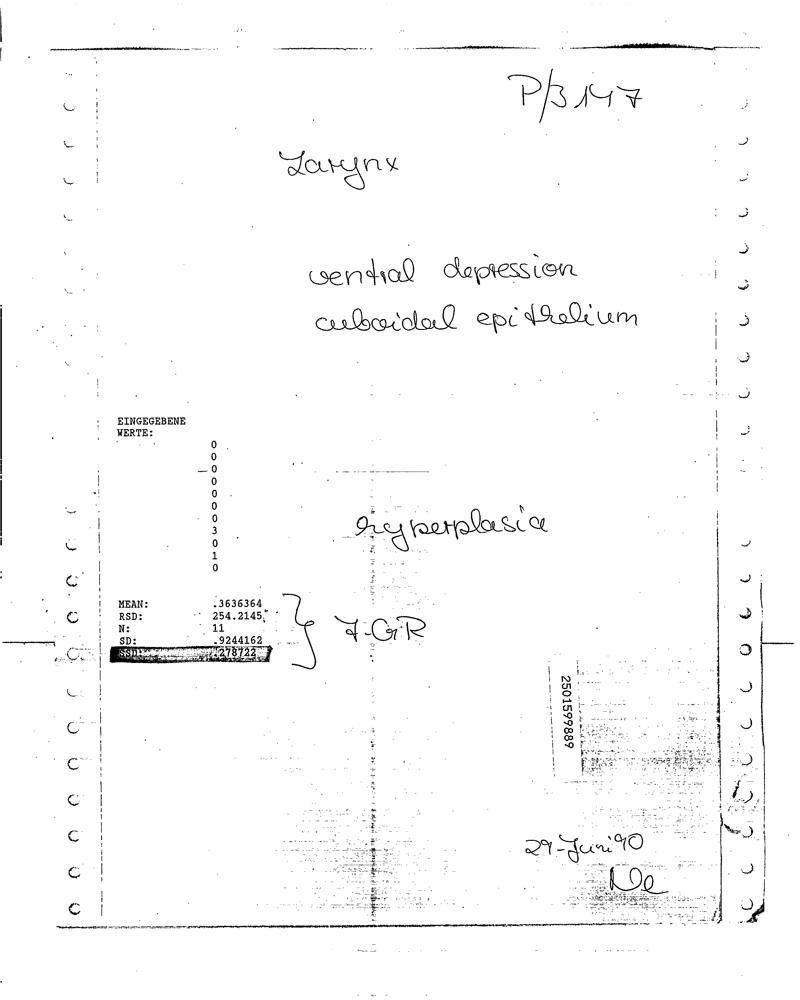 P/3147
Larynx
ventral depression
cuboidal epithelium
EINGEGEBENE
WERTE:
0
0
0
0
0
0
0
3
0
1
0
hyperplasia
MEAN: .3636364
RSD: 254.2145
N: 11
SD: .9244162
SSD: .278722
7-GR
2501599889
29-Juni 90